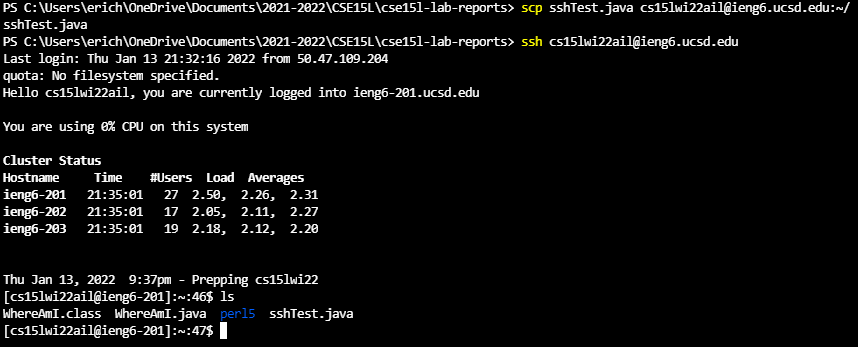 PS C:\Users\erich\OneDrive\Documents\2021-2022\CSE15L\cse15l-lab-reports> scp sshTest.java cs15lwi22ail@ieng6.ucsd.edu:~/
sshTest.java
PS C:\Users\erich\OneDrive\Documents\2021-2022\CSE15L\cse15l-lab-reports> ssh cs15lwi22ail@ieng6.ucsd.edu
Last login: Thu Jan 13 21:32:16 2022 from 50.47.109.204
quota: No filesystem specified.
Hello cs15lwi22ail, you are currently logged into ieng6-201.ucsd.edu
You are using 0% CPU on this system
Cluster Status
Hostname     Time    #Users  Load  Averages
ieng6-201   21:35:01   27  2.50,  2.26,  2.31
ieng6-202   21:35:01   17  2.05,  2.11,  2.27
ieng6-203   21:35:01   19  2.18,  2.12,  2.20
Thu Jan 13, 2022  9:37pm - Prepping cs15lwi22
[cs15lwi22ail@ieng6-201]:~:46$ ls
WhereAmI.class  WhereAmI.java  perl5  sshTest.java
[cs15lwi22ail@ieng6-201]:~:47$